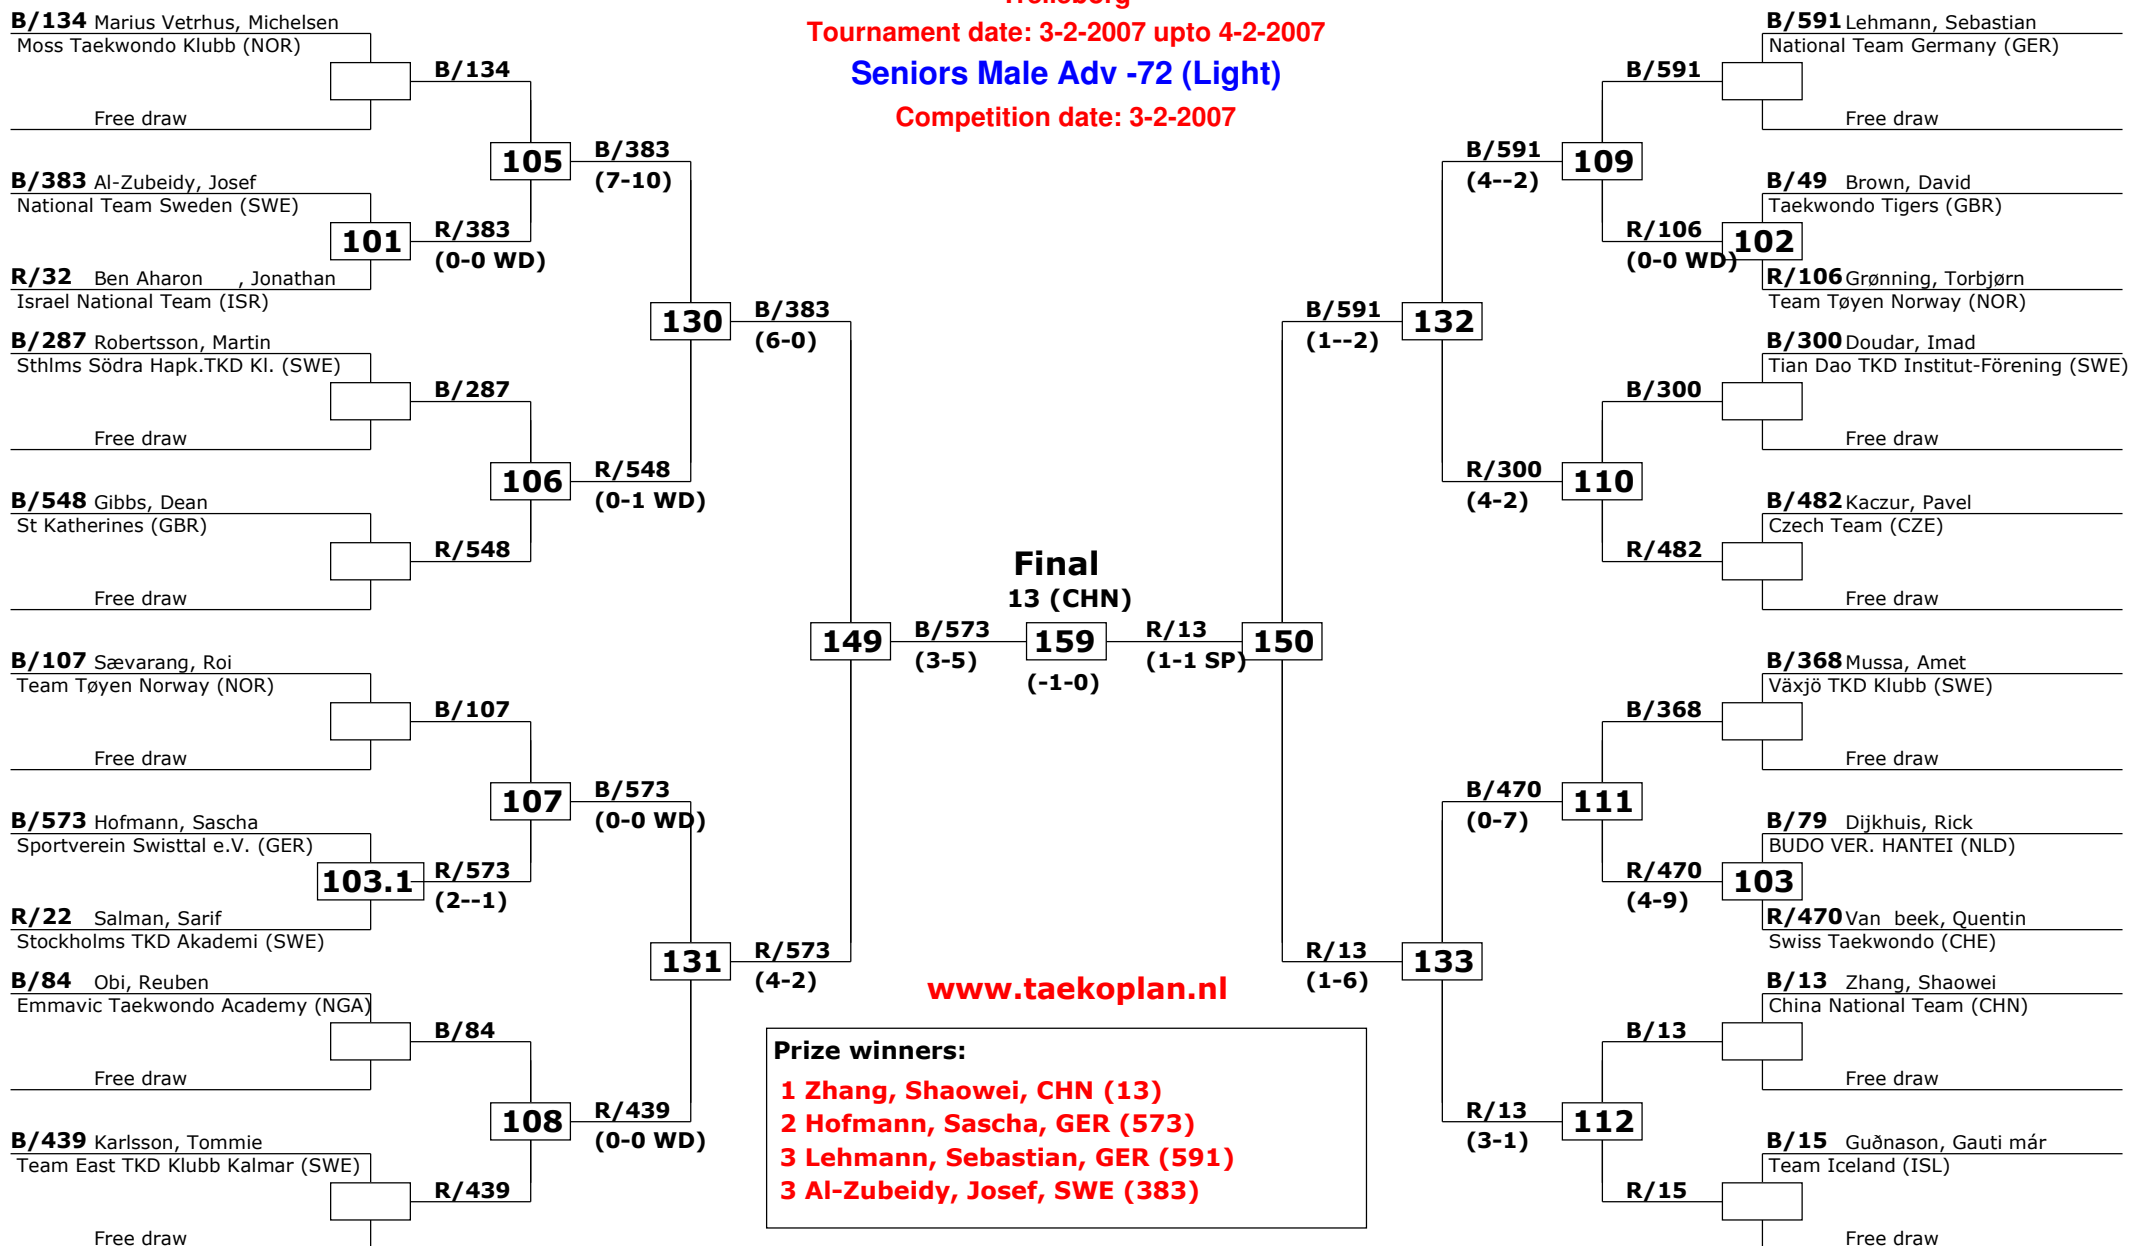 Trelleborg
Tournament date: 3-2-2007 upto 4-2-2007
Seniors Male Adv -72 (Light)
Competition date: 3-2-2007
B/134 Marius Vetrhus, Michelsen
Moss Taekwondo Klubb (NOR)
B/134
Free draw
105
B/383
(7-10)
B/383 Al-Zubeidy, Josef
National Team Sweden (SWE)
101
R/383
(0-0 WD)
R/32 Ben Aharon , Jonathan
Israel National Team (ISR)
130
B/383
(6-0)
B/287 Robertsson, Martin
Sthlms Södra Hapk.TKD Kl. (SWE)
B/287
Free draw
106
R/548
(0-1 WD)
B/548 Gibbs, Dean
St Katherines (GBR)
R/548
Free draw
149
B/573
(3-5)
B/107 Sævarang, Roi
Team Tøyen Norway (NOR)
B/107
Free draw
107
B/573
(0-0 WD)
B/573 Hofmann, Sascha
Sportverein Swisttal e.V. (GER)
103.1
R/573
(2--1)
R/22 Salman, Sarif
Stockholms TKD Akademi (SWE)
131
R/573
(4-2)
B/84 Obi, Reuben
Emmavic Taekwondo Academy (NGA)
B/84
Free draw
108
R/439
(0-0 WD)
B/439 Karlsson, Tommie
Team East TKD Klubb Kalmar (SWE)
R/439
Free draw
Final
13 (CHN)
159
(-1-0)
R/13
(1-1 SP)
150
B/591 Lehmann, Sebastian
National Team Germany (GER)
B/591
Free draw
B/591
(4--2)
109
B/49 Brown, David
Taekwondo Tigers (GBR)
R/106
(0-0 WD)
102
R/106 Grønning, Torbjørn
Team Tøyen Norway (NOR)
B/591
(1--2)
132
B/300 Doudar, Imad
Tian Dao TKD Institut-Förening (SWE)
B/300
Free draw
R/300
(4-2)
110
B/482 Kaczur, Pavel
Czech Team (CZE)
R/482
Free draw
B/368 Mussa, Amet
Växjö TKD Klubb (SWE)
B/368
Free draw
B/470
(0-7)
111
B/79 Dijkhuis, Rick
BUDO VER. HANTEI (NLD)
R/470
(4-9)
103
R/470 Van beek, Quentin
Swiss Taekwondo (CHE)
R/13
(1-6)
133
B/13 Zhang, Shaowei
China National Team (CHN)
B/13
Free draw
R/13
(3-1)
112
B/15 Guðnason, Gauti már
Team Iceland (ISL)
R/15
Free draw
www.taekoplan.nl
Prize winners:
1 Zhang, Shaowei, CHN (13)
2 Hofmann, Sascha, GER (573)
3 Lehmann, Sebastian, GER (591)
3 Al-Zubeidy, Josef, SWE (383)